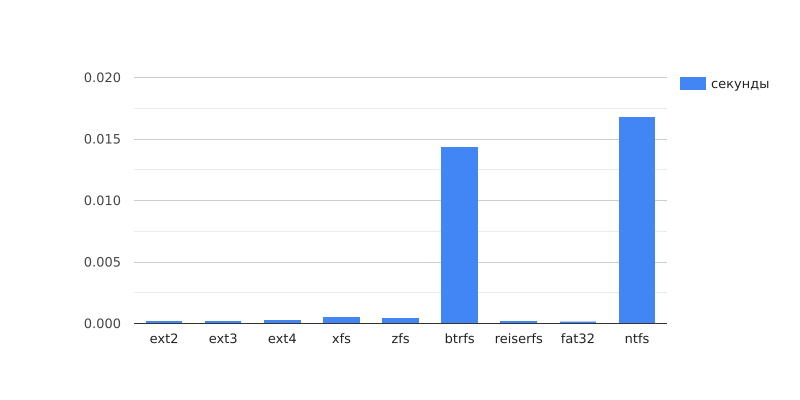 0.020
секунды
0.015
0.010
0.005
0.000
ext2 ext3 ext4 xfs zfs btrfs reiserfs fat32 ntfs